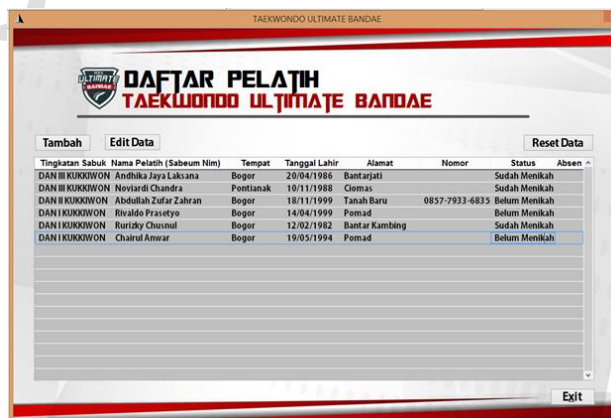 TAEKWONDO ULTIMATE BANDAE
ULTIMATE
BANDAE
DAFTAR PELATIH
TAEKWONDO ULTIMATE BANDAE
Tambah Edit Data Reset Data
Tingkatan Sabuk Nama Pelatih (Sabeum Nim) Tempat Tanggal Lahir Alamat Nomor Status Absen
DAN III KUKKIWON Andhika Jaya Laksana Bogor 20/04/1986 Bantarjati Sudah Menikah
DAN III KUKKIWON Noviardi Chandra Pontianak 10/11/1988 Ciomas Sudah Menikah
DAN II KUKKIWON Abdullah Zufar Zahran Bogor 18/11/1999 Tanah Baru 0857-7933-6835 Belum Menikah
DAN I KUKKIWON Rivaldo Prasetyo Bogor 14/04/1999 Pomad Belum Menikah
DAN I KUKKIWON Rurizky Chusnul Bogor 12/02/1982 Bantar Kambing Sudah Menikah
DAN I KUKKIWON Chairul Anwar Bogor 19/05/1994 Pomad Belum Menikah
Exit